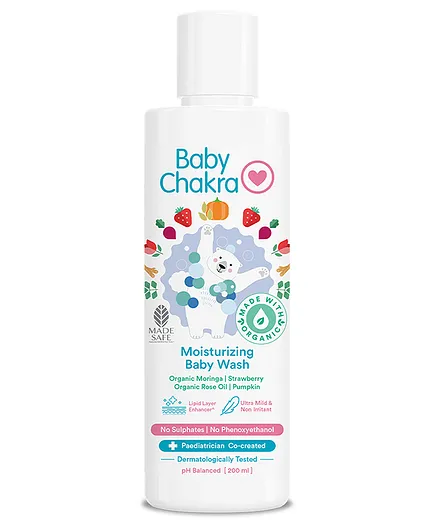 Baby
Chakra
MADE WITH
ORGANIC
MADE
SAFE
Moisturizing
Baby Wash
Organic Moringa | Strawberry
Organic Rose Oil | Pumpkin
Lipid Layer
Enhancer^
Ultra Mild &
Non Irritant
No Sulphates | No Phenoxyethanol
Paediatrician Co-created
Dermatologically Tested
pH Balanced [ 200 ml ]